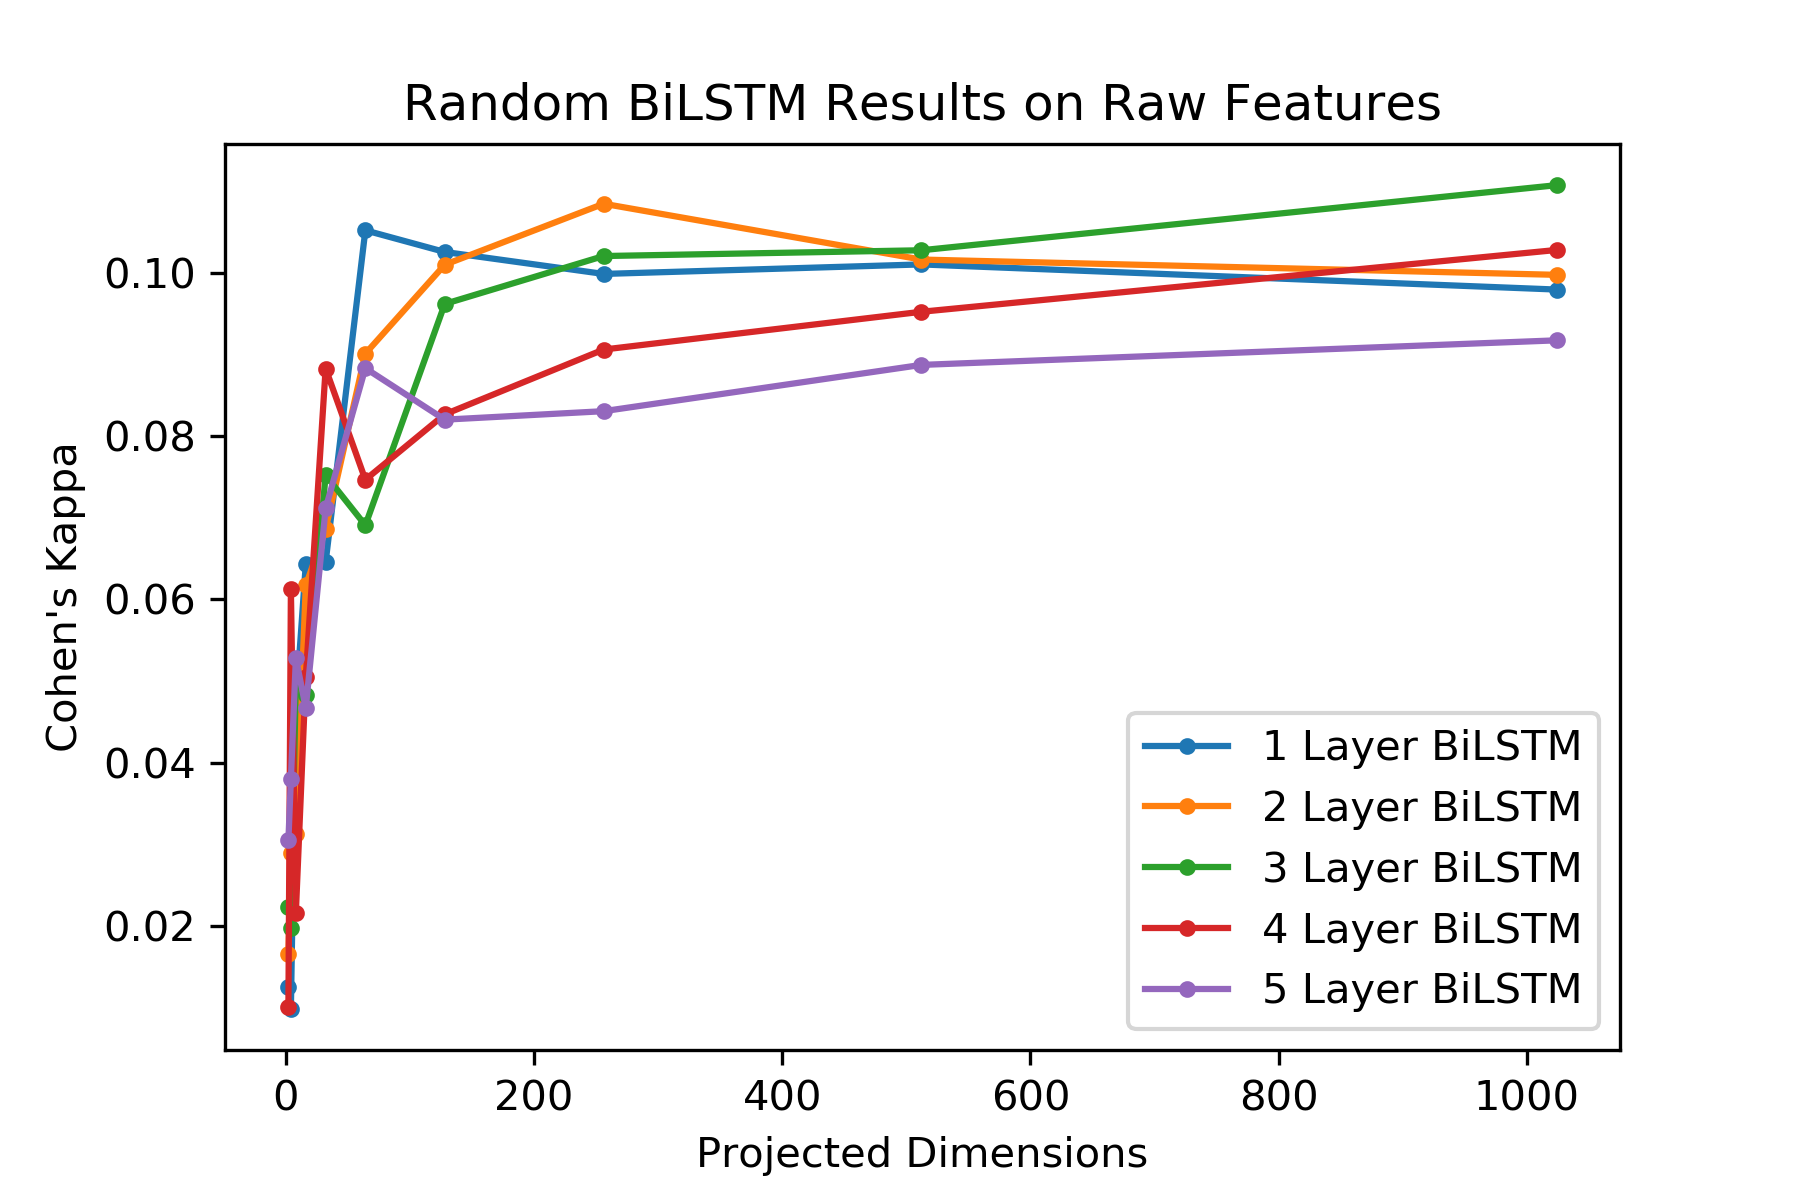 Random BiLSTM Results on Raw Features
Cohen's Kappa
0.10
0.08
0.06
0.04
0.02
1 Layer BiLSTM
2 Layer BiLSTM
3 Layer BiLSTM
4 Layer BiLSTM
5 Layer BiLSTM
0 200 400 600 800 1000
Projected Dimensions